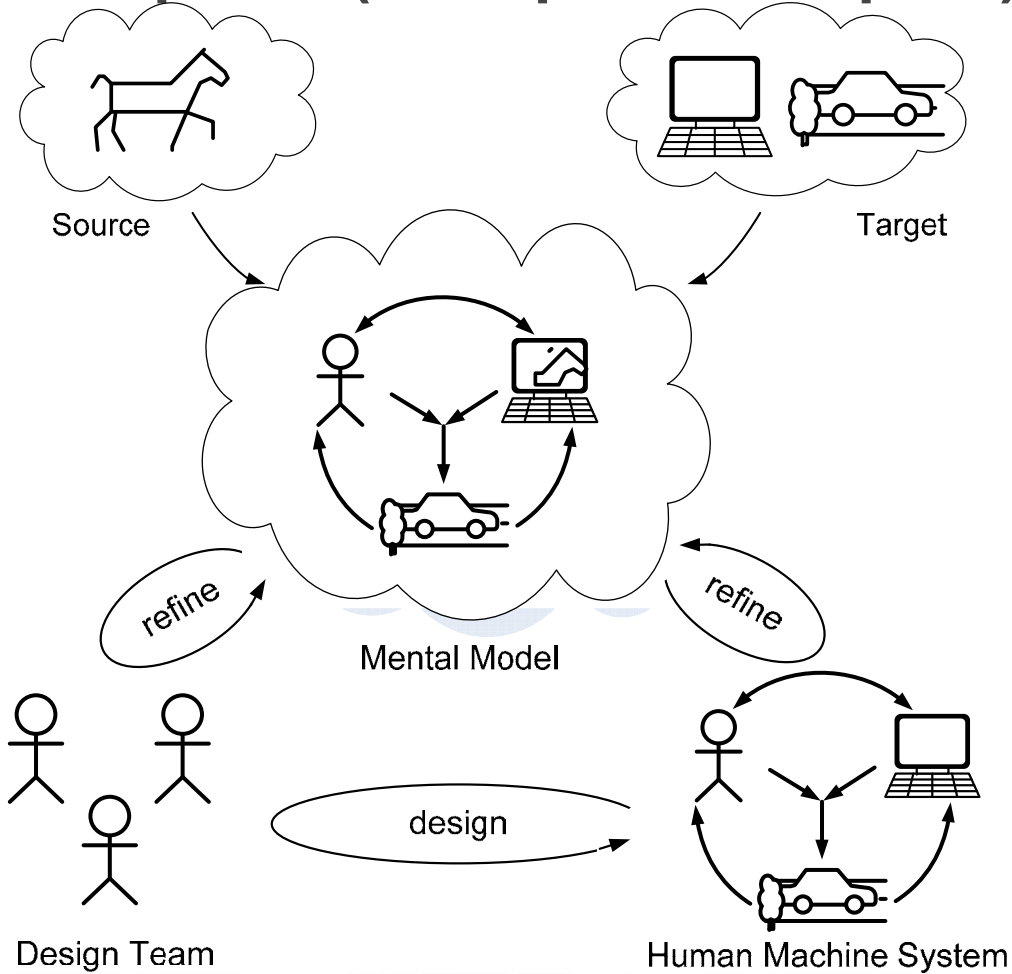 Source
Target
refine
refine
Mental Model
design
Design Team
Human Machine System